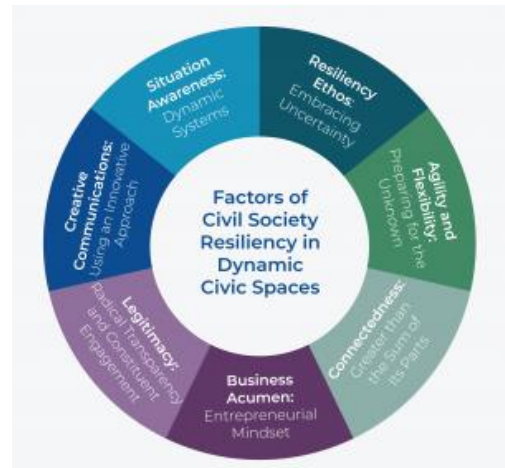 Factors of
Civil Society
Resiliency in
Dynamic
Civic Spaces
Resiliency
Ethos:
Embracing
Uncertainty
Agility and
Flexibility:
Preparing for the
Unknown
Connectedness:
Greater than
the Sum of
Its Parts
Business
Acumen:
Entrepreneurial
Mindset
Legitimacy:
Radical Transparency
and Constituent
Engagement
Creative
Communications:
Using an Innovative
Approach
Situation
Awareness:
Dynamic
Systems